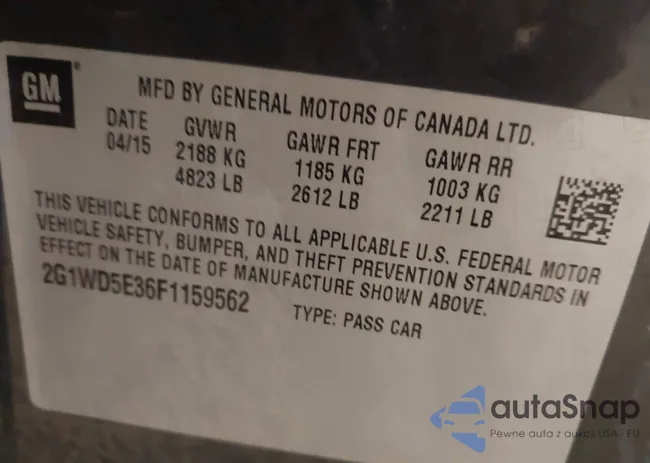 GM
MFD BY GENERAL MOTORS OF CANADA LTD.
DATE GVWR GAWR FRT GAWR RR
04/15 2188 KG 1185 KG 1003 KG
4823 LB 2612 LB 2211 LB
THIS VEHICLE CONFORMS TO ALL APPLICABLE U.S. FEDERAL MOTOR
VEHICLE SAFETY, BUMPER, AND THEFT PREVENTION STANDARDS IN
EFFECT ON THE DATE OF MANUFACTURE SHOWN ABOVE.
2G1WD5E36F1159562 TYPE: PASS CAR
autaSnap
Pewne auta z aukcji USA - EU